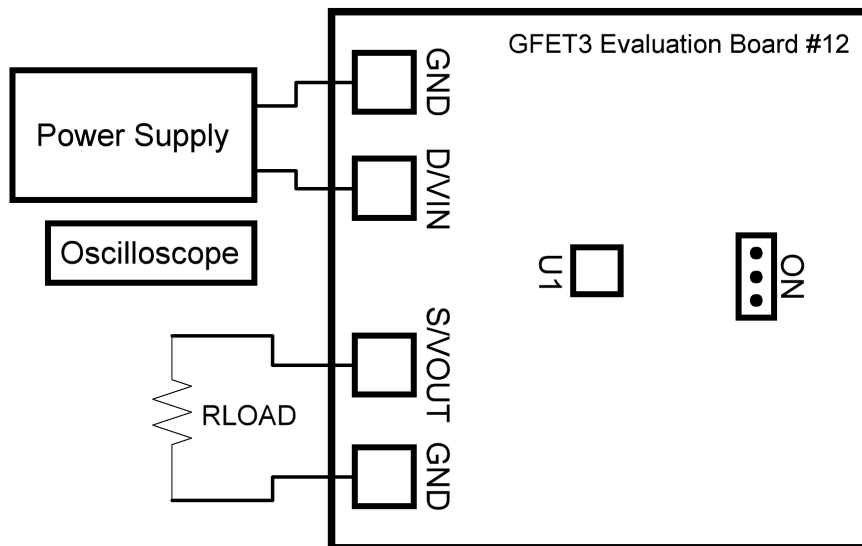 GFET3 Evaluation Board #12
GND
Power Supply
D/VIN
Oscilloscope
U1
ON
S/VOUT
RLOAD
GND